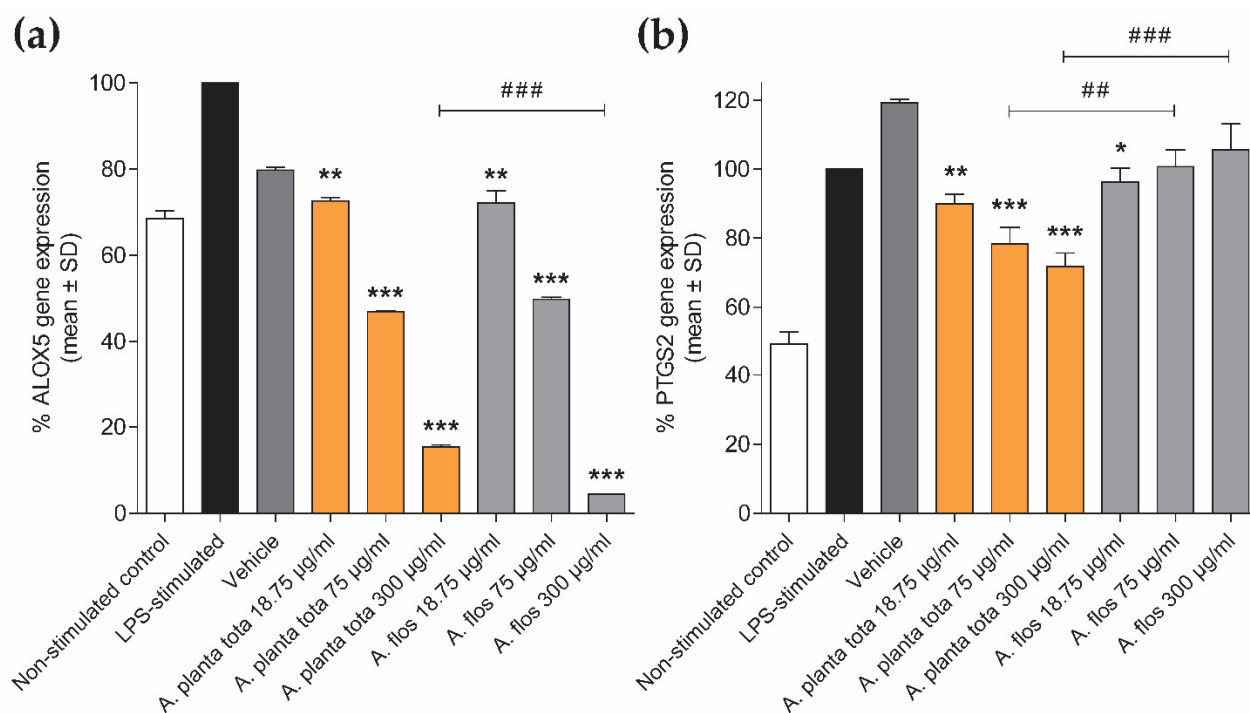 (a)
% ALOX5 gene expression
(mean ± SD)
100
80
60
40
20
0
**
***
***
**
***
***
###
Non-stimulated control
LPS-stimulated
Vehicle
A. planta tota 18.75 µg/ml
A. planta tota 75 µg/ml
A. planta tota 300 µg/ml
A. flos 18.75 µg/ml
A. flos 75 µg/ml
A. flos 300 µg/ml
(b)
% PTGS2 gene expression
(mean ± SD)
120
100
80
60
40
20
0
**
***
***
*
##
###
Non-stimulated control
LPS-stimulated
Vehicle
A. planta tota 18.75 µg/ml
A. planta tota 75 µg/ml
A. planta tota 300 µg/ml
A. flos 18.75 µg/ml
A. flos 75 µg/ml
A. flos 300 µg/ml